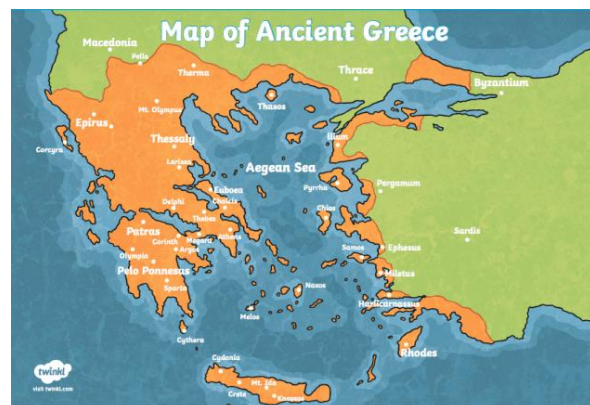 Map of Ancient Greece
Macedonia
Pella
Therma
Thrace
Byzantium
Thasos
Mt. Olympus
Epirus
Thessaly
Illium
Corcyra
Larissa
Aegean Sea
Euboea
Pyrrha
Pergamum
Delphi
Chalcis
Thebes
Chios
Patras
Sardis
Corinth
Megara
Athens
Olympia
Argos
Samos
Ephesus
Pelo Ponnesus
Miletus
Sparta
Naxos
Halicarnassus
Melos
Cythera
Rhodes
Cydonia
Mt. Ida
Crete
Knossos
twinkl
visit twinkl.com